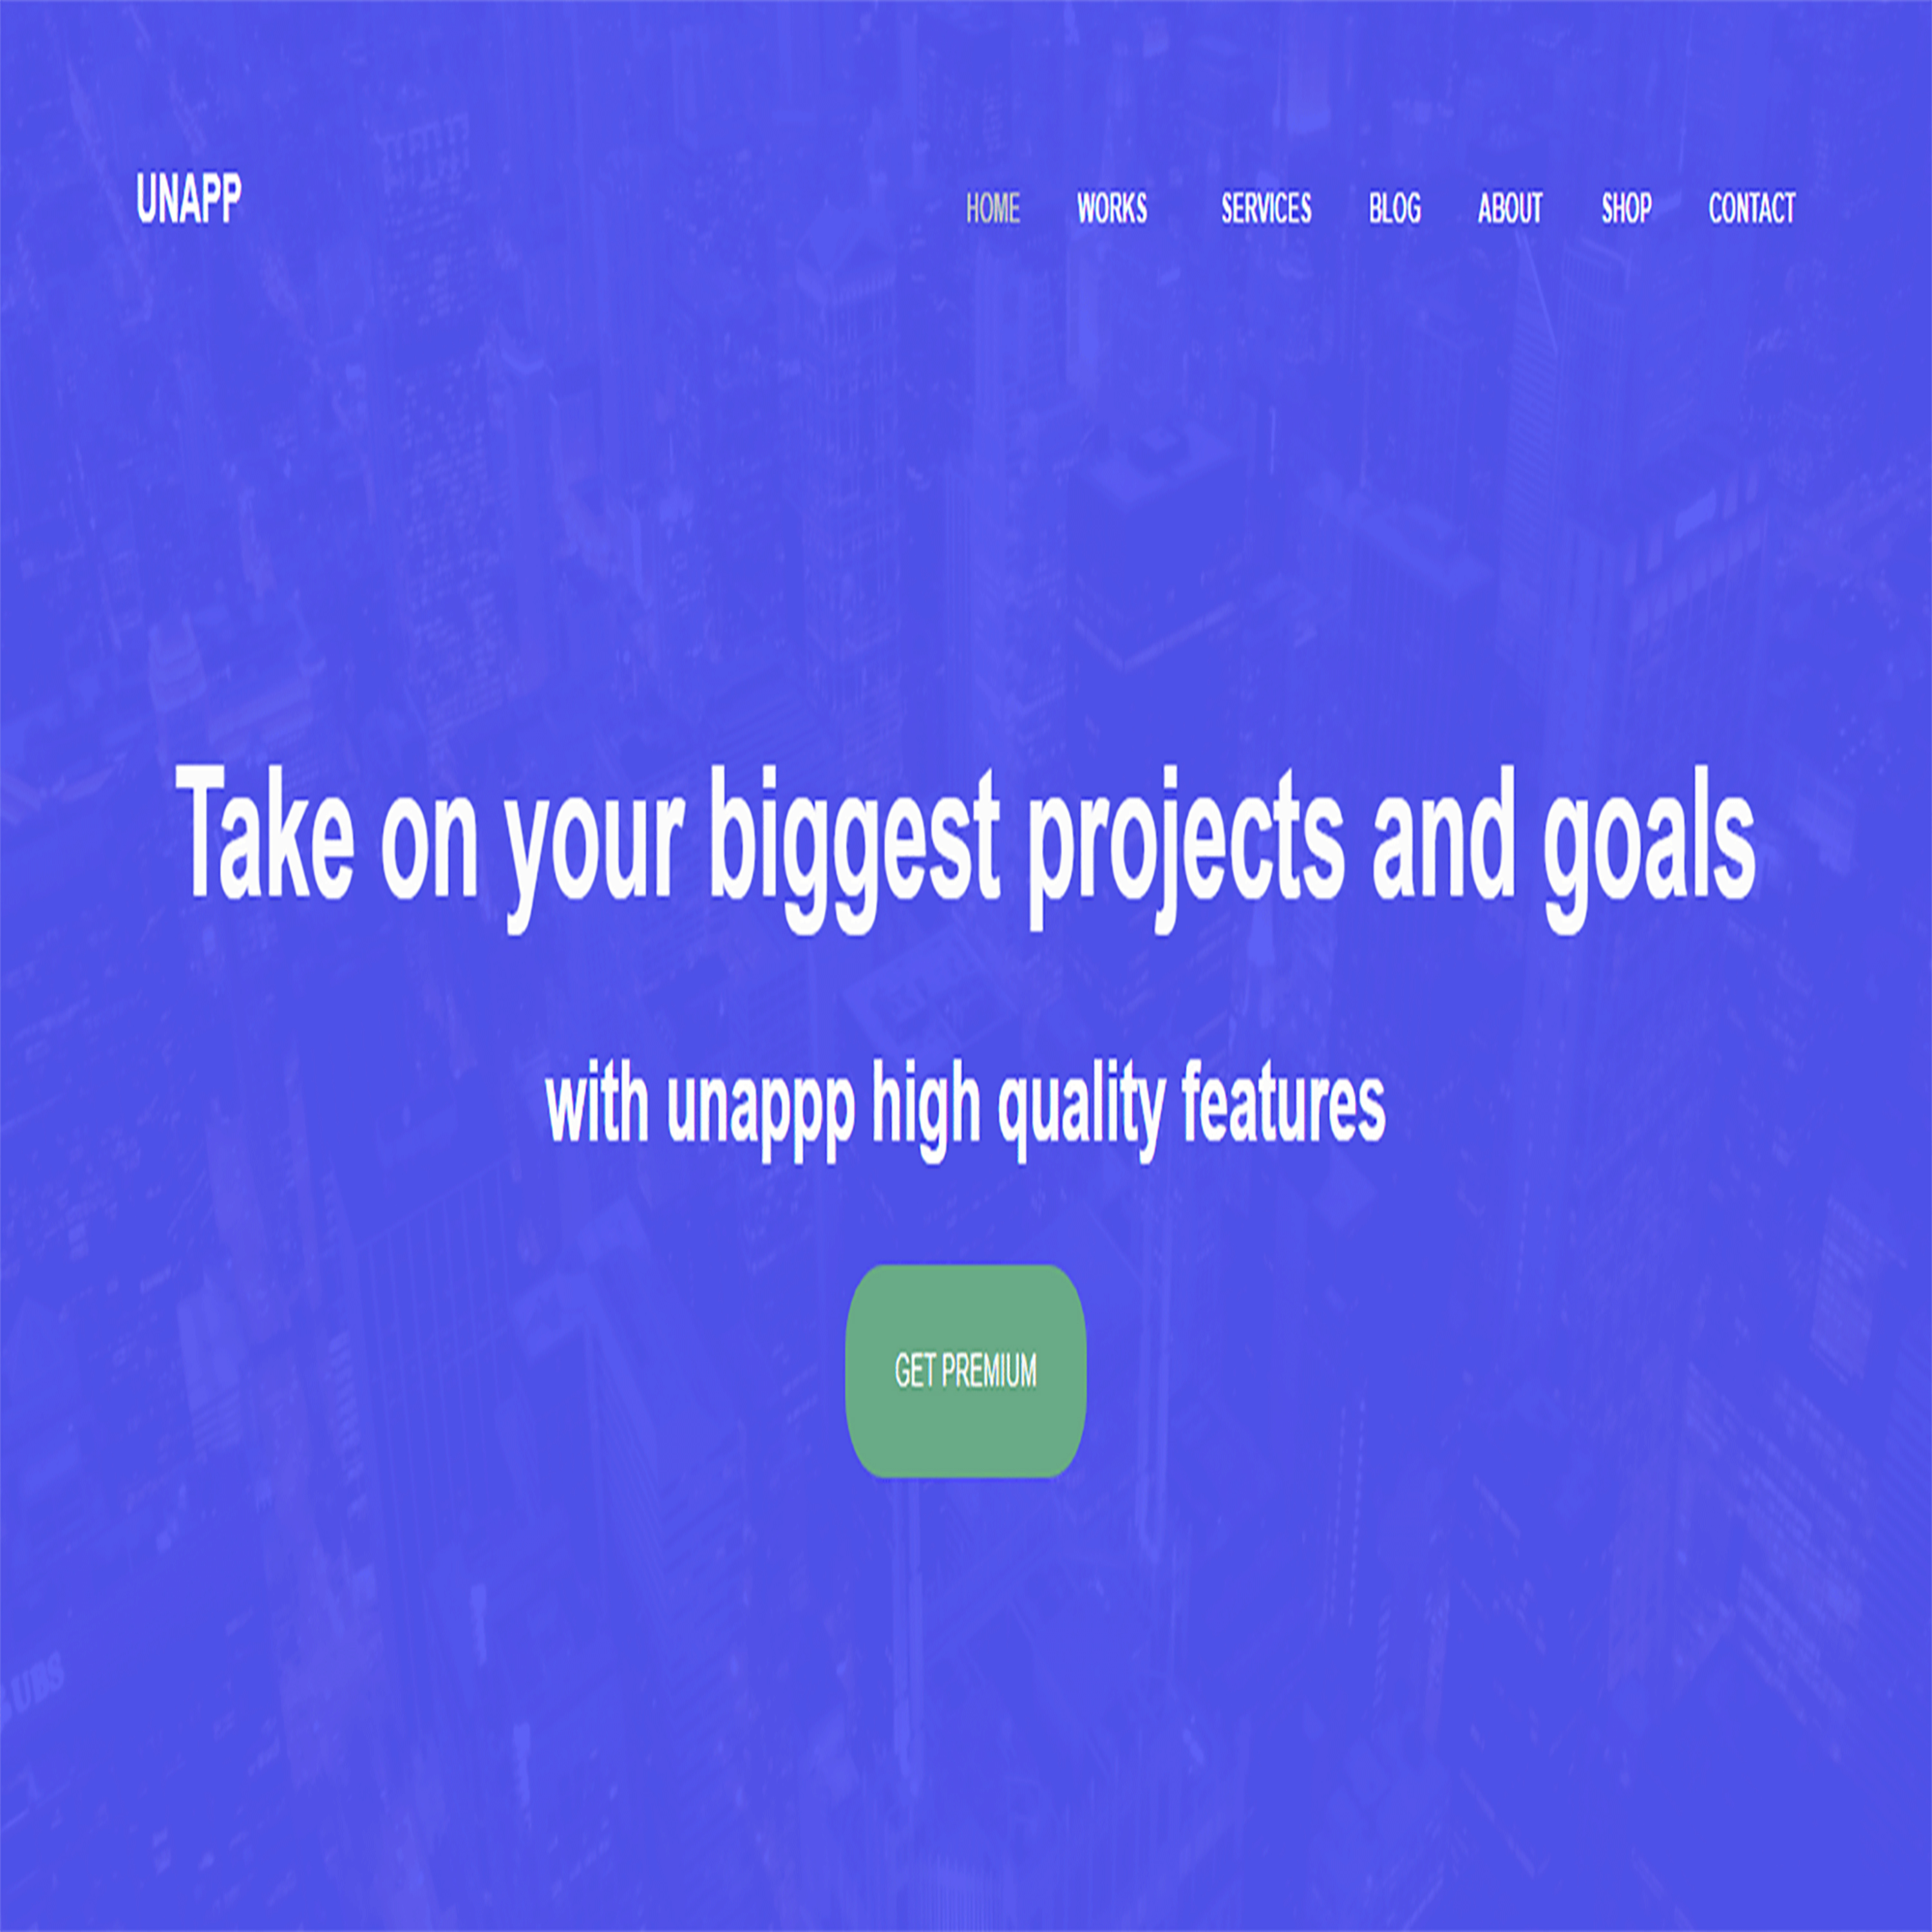 UNAPP
HOME WORKS SERVICES BLOG ABOUT SHOP CONTACT
Take on your biggest projects and goals
with unappp high quality features
GET PREMIUM
UBS